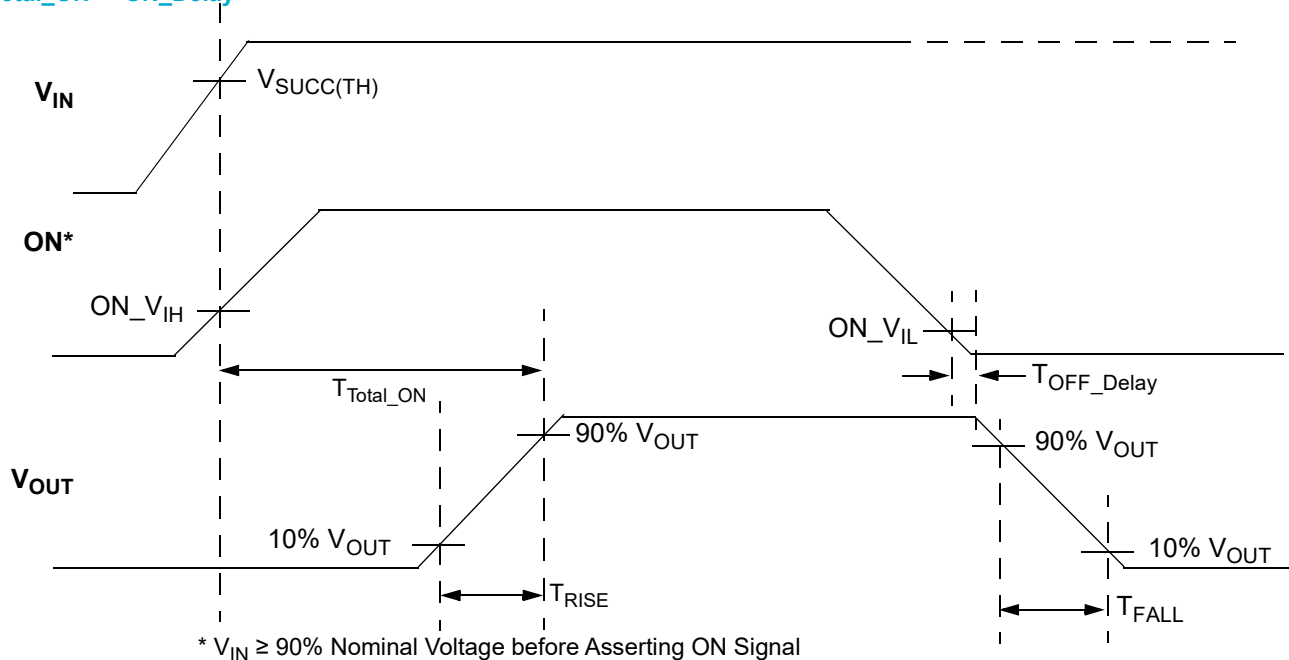 V_IN
V_SUCC(TH)
ON*
ON_V_IH
T_Total_ON
ON_V_IL
T_OFF_Delay
V_OUT
90% V_OUT
90% V_OUT
10% V_OUT
10% V_OUT
T_RISE
T_FALL
* V_IN ≥ 90% Nominal Voltage before Asserting ON Signal